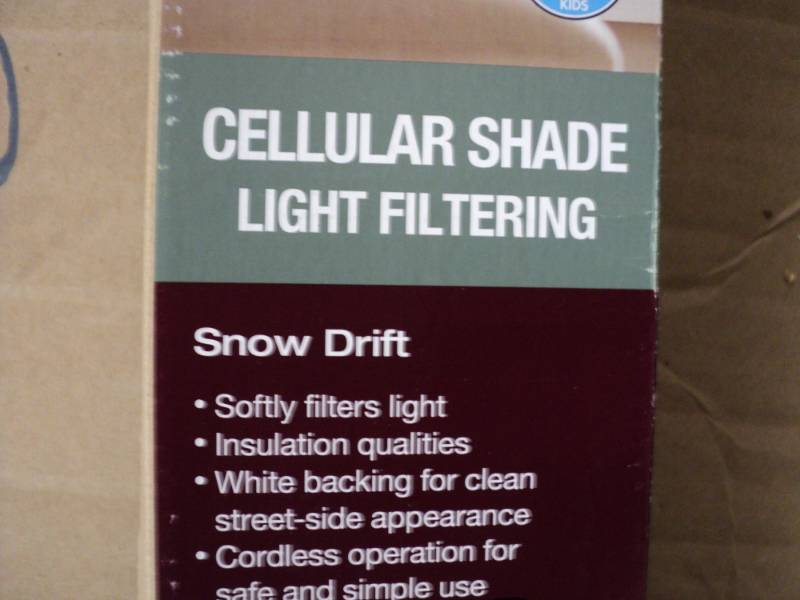 KIDS
CELLULAR SHADE
LIGHT FILTERING
Snow Drift
• Softly filters light
• Insulation qualities
• White backing for clean
street-side appearance
• Cordless operation for
safe and simple use